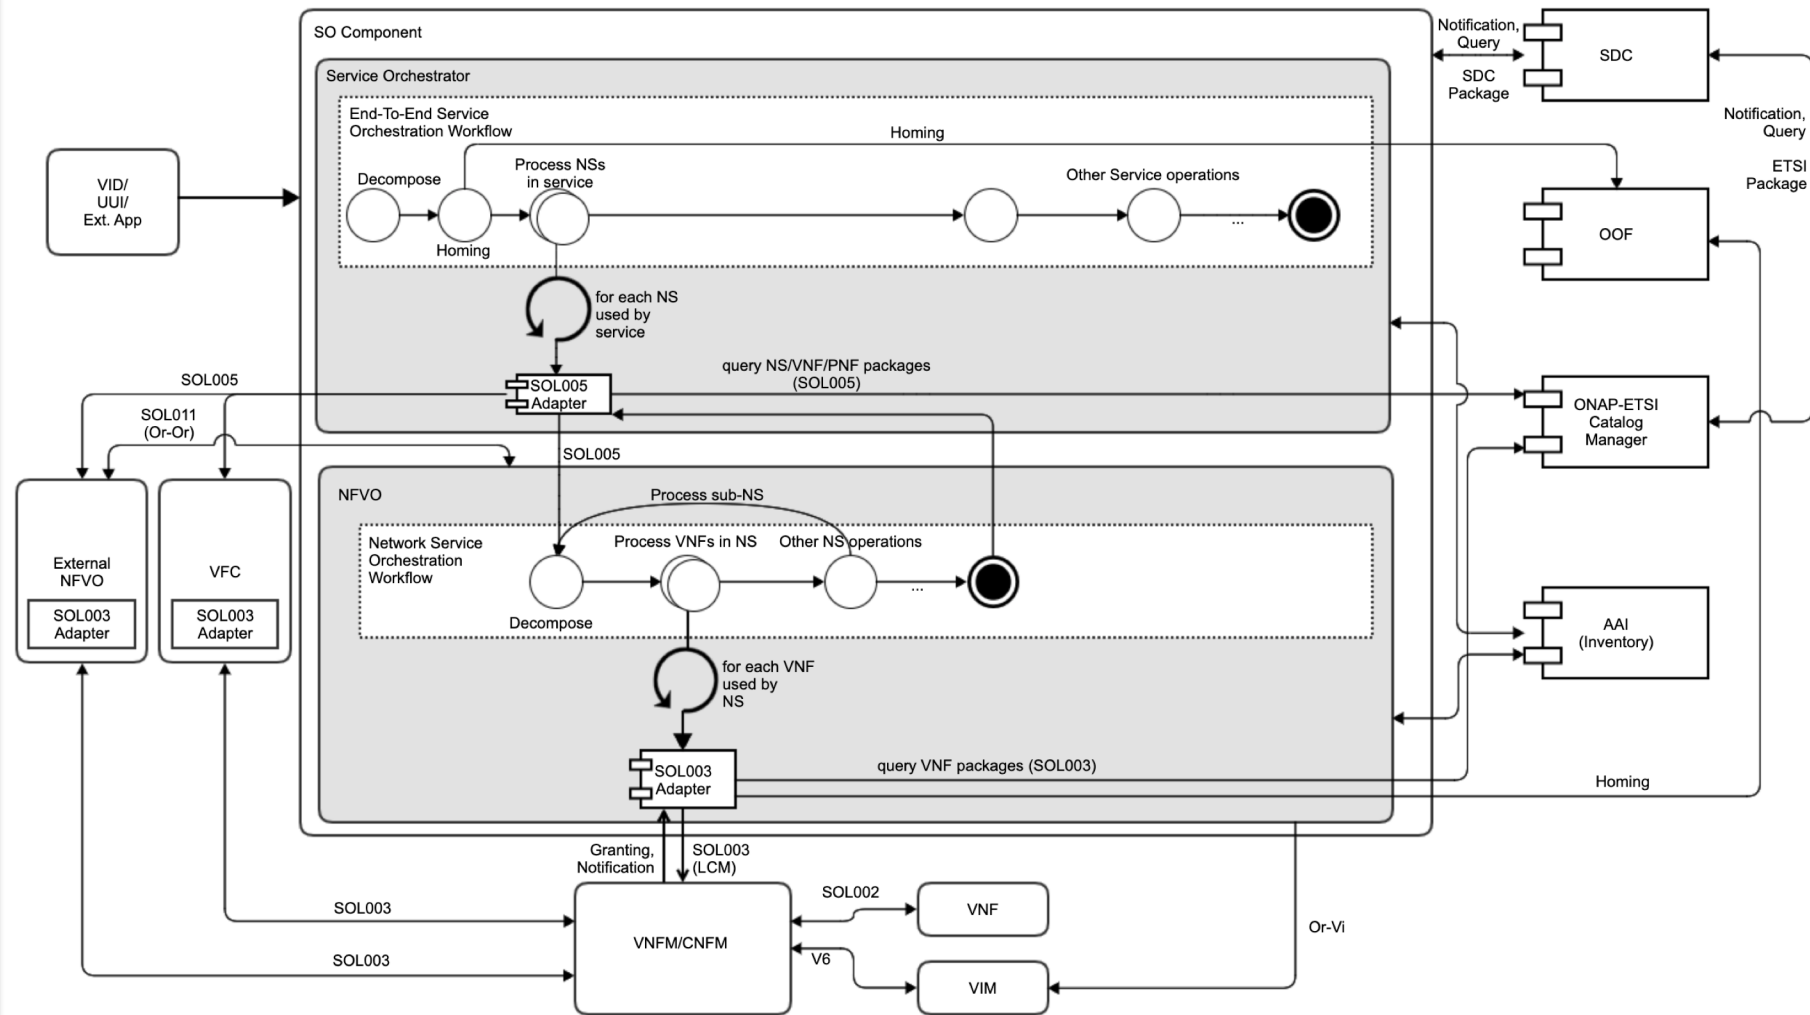 SO Component
Service Orchestrator
End-To-End Service
Orchestration Workflow
Homing
Decompose
Process NSs
in service
Homing
Other Service operations
...
VID/
UUI/
Ext. App
for each NS
used by
service
SOL005
Adapter
query NS/VNF/PNF packages
(SOL005)
SOL005
SOL011
(Or-Or)
SOL005
NFVO
Process sub-NS
Network Service
Orchestration
Workflow
Process VNFs in NS
Other NS operations
Decompose
...
for each VNF
used by
NS
SOL003
Adapter
query VNF packages (SOL003)
Homing
External
NFVO
SOL003
Adapter
VFC
SOL003
Adapter
Granting,
Notification
SOL003
(LCM)
SOL003
SOL003
VNFM/CNFM
SOL002
V6
VNF
VIM
Or-Vi
Notification,
Query
SDC
Package
SDC
Notification,
Query
ETSI
Package
OOF
ONAP-ETSI
Catalog
Manager
AAI
(Inventory)